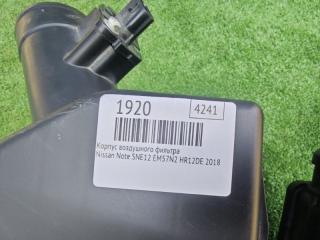 1920 4241
Корпус воздушного фильтра
Nissan Note SNE12 EM57N2 HR12DE 2018